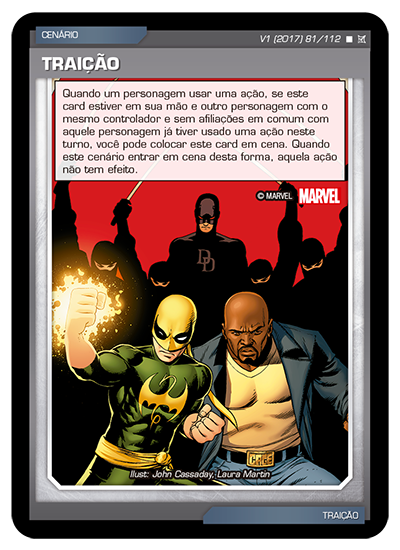 CENÁRIO
V1 (2017) 81/112
TRAIÇÃO
Quando um personagem usar uma ação, se este
card estiver em sua mão e outro personagem com o
mesmo controlador e sem afiliações em comum com
aquele personagem já tiver usado uma ação neste
turno, você pode colocar este card em cena. Quando
este cenário entrar em cena desta forma, aquela ação
não tem efeito.
© MARVEL MARVEL
DD
CAGE
Ilust: John Cassaday, Laura Martin
TRAIÇÃO